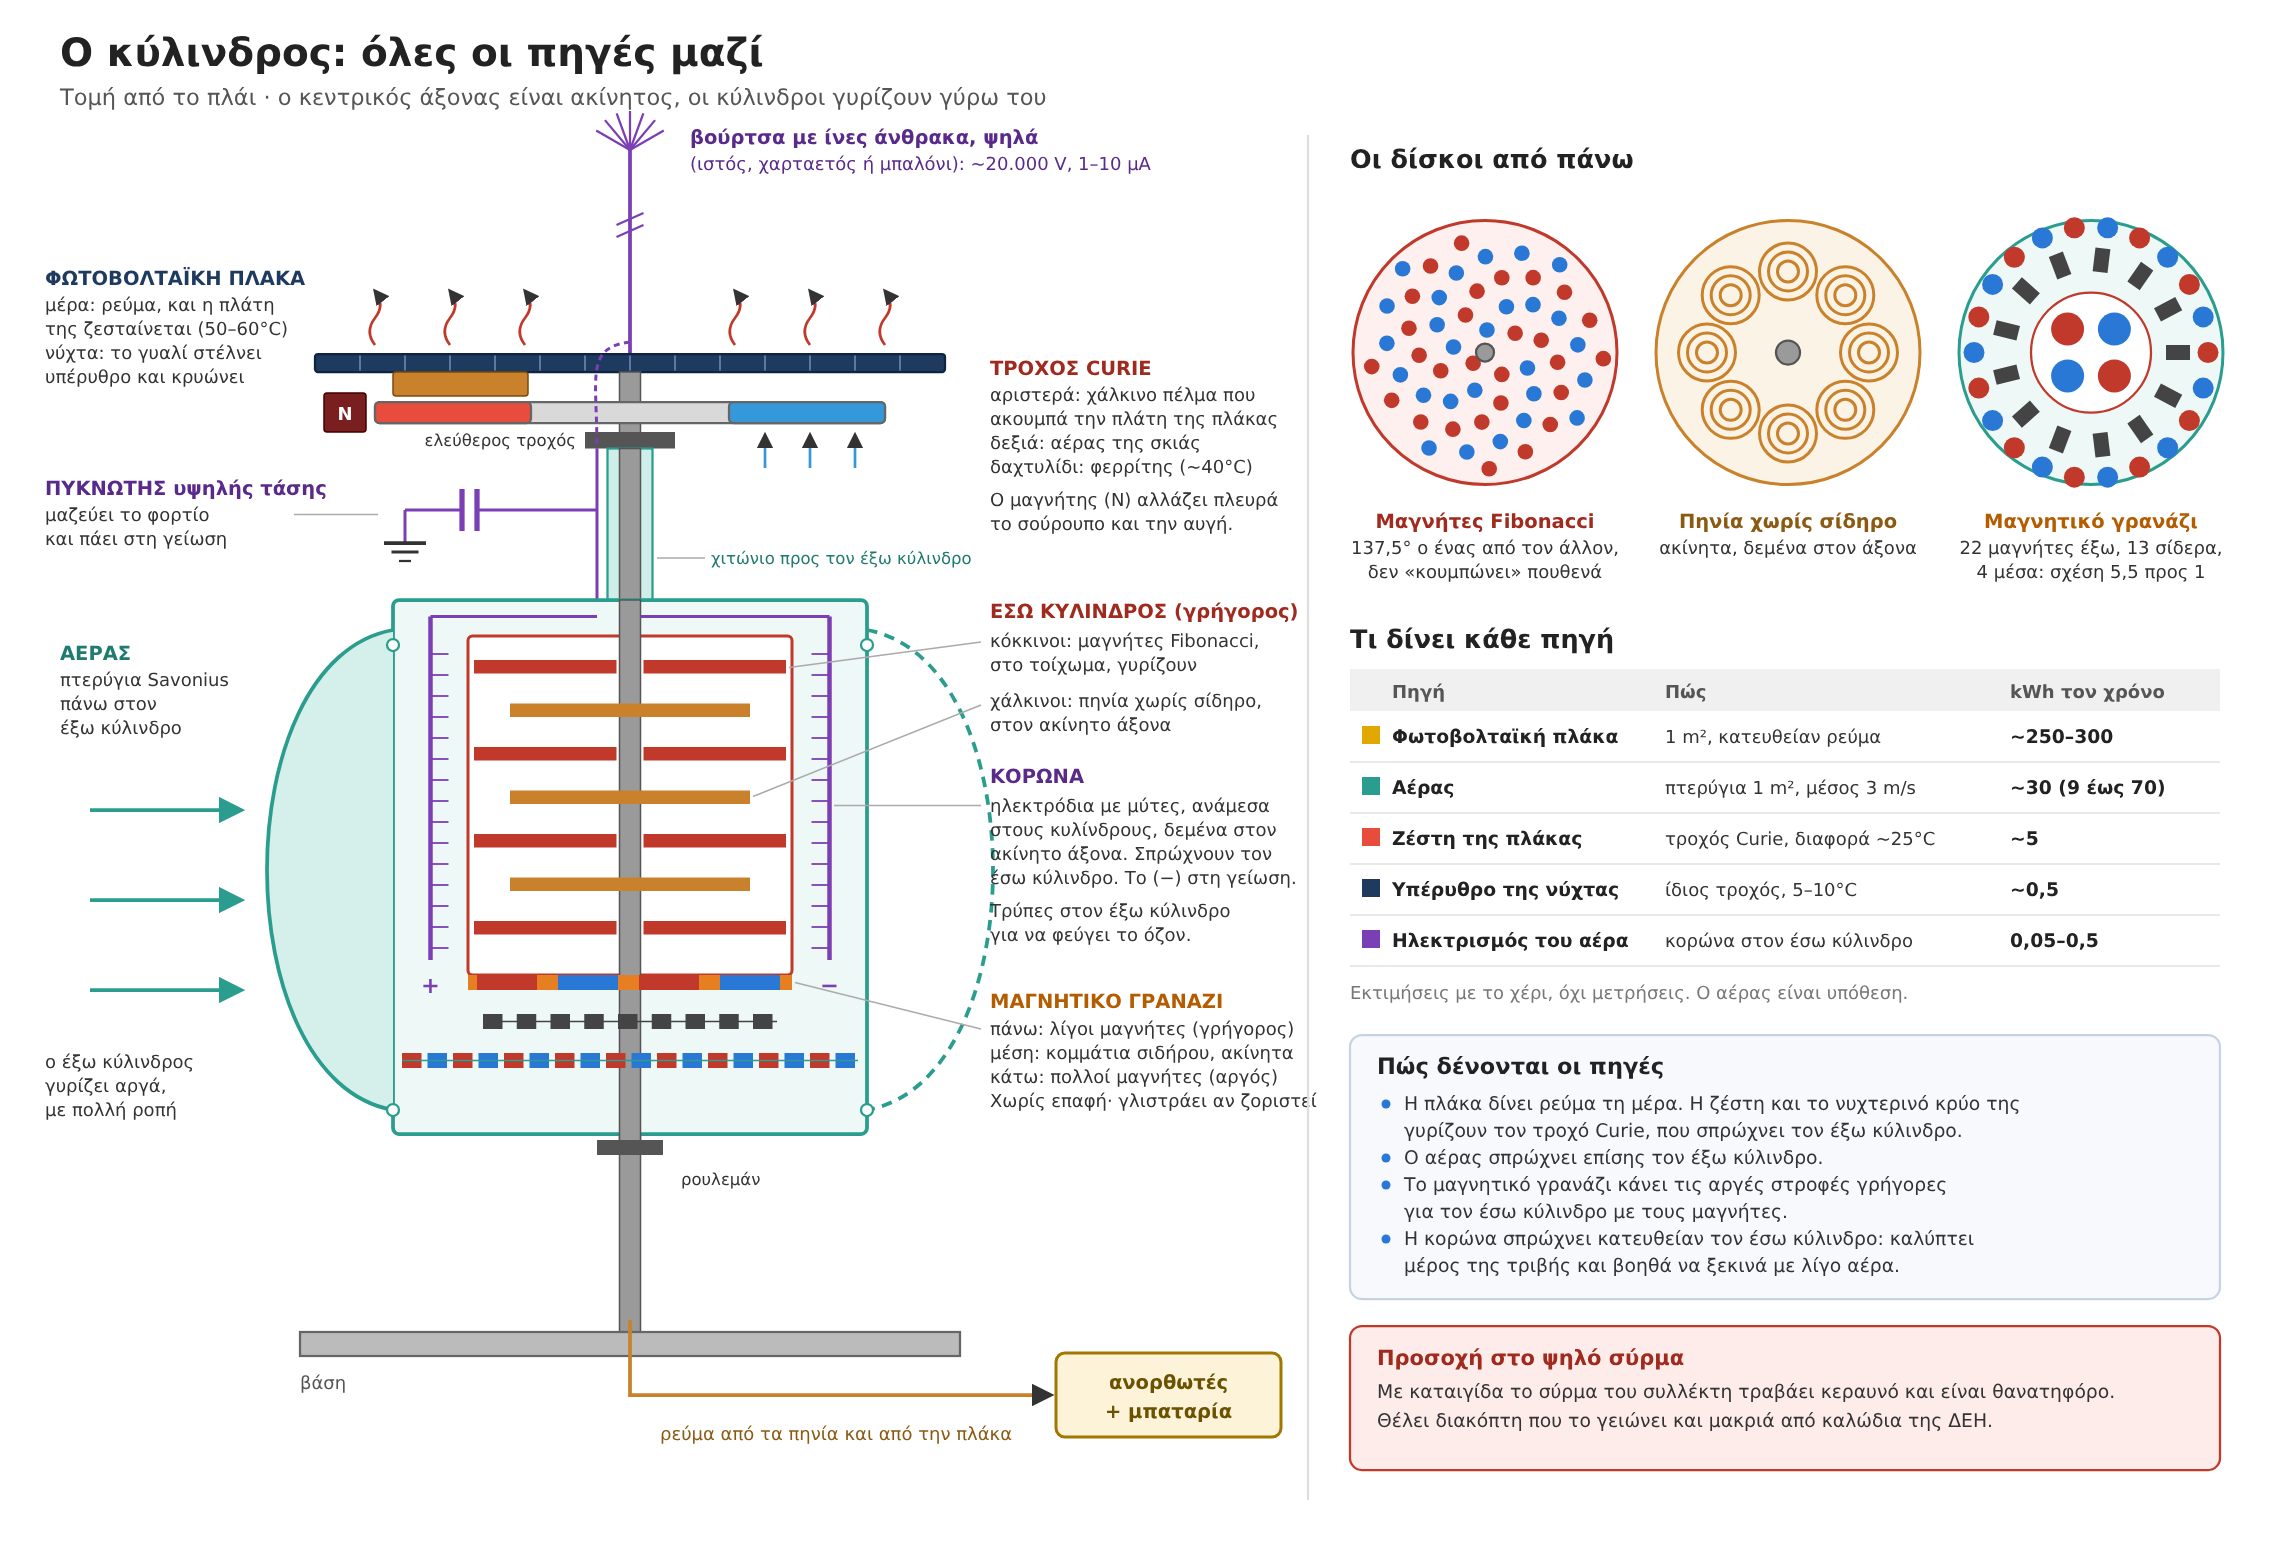 Ο κύλινδρος: όλες οι πηγές μαζί
Τομή από το πλάι · ο κεντρικός άξονας είναι ακίνητος, οι κύλινδροι γυρίζουν γύρω του
βούρτσα με ίνες άνθρακα, ψηλά
(ιστός, χαρταετός ή μπαλόνι): ~20.000 V, 1–10 μA
ΦΩΤΟΒΟΛΤΑΪΚΗ ΠΛΑΚΑ
μέρα: ρεύμα, και η πλάτη
της ζεσταίνεται (50–60°C)
νύχτα: το γυαλί στέλνει
υπέρυθρο και κρυώνει
N
ελεύθερος τροχός
ΤΡΟΧΟΣ CURIE
αριστερά: χάλκινο πέλμα που
ακουμπά την πλάτη της πλάκας
δεξιά: αέρας της σκιάς
δαχτυλίδι: φερρίτης (~40°C)
Ο μαγνήτης (N) αλλάζει πλευρά
το σούρουπο και την αυγή.
ΠΥΚΝΩΤΗΣ υψηλής τάσης
μαζεύει το φορτίο
και πάει στη γείωση
χιτώνιο προς τον έξω κύλινδρο
ΕΣΩ ΚΥΛΙΝΔΡΟΣ (γρήγορος)
κόκκινοι: μαγνήτες Fibonacci,
στο τοίχωμα, γυρίζουν
χάλκινοι: πηνία χωρίς σίδηρο,
στον ακίνητο άξονα
ΑΕΡΑΣ
πτερύγια Savonius
πάνω στον
έξω κύλινδρο
ΚΟΡΩΝΑ
ηλεκτρόδια με μύτες, ανάμεσα
στους κυλίνδρους, δεμένα στον
ακίνητο άξονα. Σπρώχνουν τον
έσω κύλινδρο. Το (−) στη γείωση.
Τρύπες στον έξω κύλινδρο
για να φεύγει το όζον.
+
−
ΜΑΓΝΗΤΙΚΟ ΓΡΑΝΑΖΙ
πάνω: λίγοι μαγνήτες (γρήγορος)
μέση: κομμάτια σιδήρου, ακίνητα
κάτω: πολλοί μαγνήτες (αργός)
Χωρίς επαφή· γλιστράει αν ζοριστεί
ο έξω κύλινδρος
γυρίζει αργά,
με πολλή ροπή
ρουλεμάν
βάση
ανορθωτές
+ μπαταρία
ρεύμα από τα πηνία και από την πλάκα
Οι δίσκοι από πάνω
Μαγνήτες Fibonacci
137,5° ο ένας από τον άλλον,
δεν «κουμπώνει» πουθενά
Πηνία χωρίς σίδηρο
ακίνητα, δεμένα στον άξονα
Μαγνητικό γρανάζι
22 μαγνήτες έξω, 13 σίδερα,
4 μέσα: σχέση 5,5 προς 1
Τι δίνει κάθε πηγή
Πηγή Πώς kWh τον χρόνο
Φωτοβολταϊκή πλάκα 1 m², κατευθείαν ρεύμα ~250–300
Αέρας πτερύγια 1 m², μέσος 3 m/s ~30 (9 έως 70)
Ζέστη της πλάκας τροχός Curie, διαφορά ~25°C ~5
Υπέρυθρο της νύχτας ίδιος τροχός, 5–10°C ~0,5
Ηλεκτρισμός του αέρα κορώνα στον έσω κύλινδρο 0,05–0,5
Εκτιμήσεις με το χέρι, όχι μετρήσεις. Ο αέρας είναι υπόθεση.
Πώς δένονται οι πηγές
Η πλάκα δίνει ρεύμα τη μέρα. Η ζέστη και το νυχτερινό κρύο της
γυρίζουν τον τροχό Curie, που σπρώχνει τον έξω κύλινδρο.
Ο αέρας σπρώχνει επίσης τον έξω κύλινδρο.
Το μαγνητικό γρανάζι κάνει τις αργές στροφές γρήγορες
για τον έσω κύλινδρο με τους μαγνήτες.
Η κορώνα σπρώχνει κατευθείαν τον έσω κύλινδρο: καλύπτει
μέρος της τριβής και βοηθά να ξεκινά με λίγο αέρα.
Προσοχή στο ψηλό σύρμα
Με καταιγίδα το σύρμα του συλλέκτη τραβάει κεραυνό και είναι θανατηφόρο.
Θέλει διακόπτη που το γειώνει και μακριά από καλώδια της ΔΕΗ.